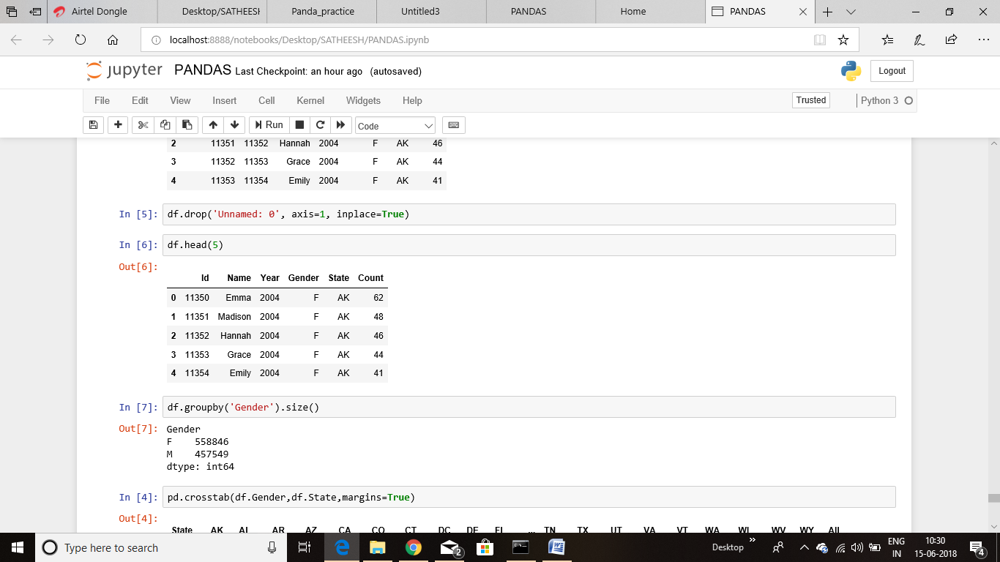 Airtel Dongle Desktop/SATHEESH Panda_practice Untitled3 PANDAS Home PANDAS
localhost:8888/notebooks/Desktop/SATHEESH/PANDAS.ipynb
jupyter PANDAS Last Checkpoint: an hour ago (autosaved) Logout
File Edit View Insert Cell Kernel Widgets Help Trusted Python 3
Run Code
2 11351 11352 Hannah 2004 F AK 46
3 11352 11353 Grace 2004 F AK 44
4 11353 11354 Emily 2004 F AK 41
In [5]: df.drop('Unnamed: 0', axis=1, inplace=True)
In [6]: df.head(5)
Out[6]:
Id Name Year Gender State Count
0 11350 Emma 2004 F AK 62
1 11351 Madison 2004 F AK 48
2 11352 Hannah 2004 F AK 46
3 11353 Grace 2004 F AK 44
4 11354 Emily 2004 F AK 41
In [7]: df.groupby('Gender').size()
Out[7]: Gender
F 558846
M 457549
dtype: int64
In [4]: pd.crosstab(df.Gender,df.State,margins=True)
Out[4]:
State AK AL AR AZ CA CO CT DC DE FL ... TN TX UT VA VT WA WI WV WY All
Type here to search 2 Desktop » ENG 10:30
IN 15-06-2018 4